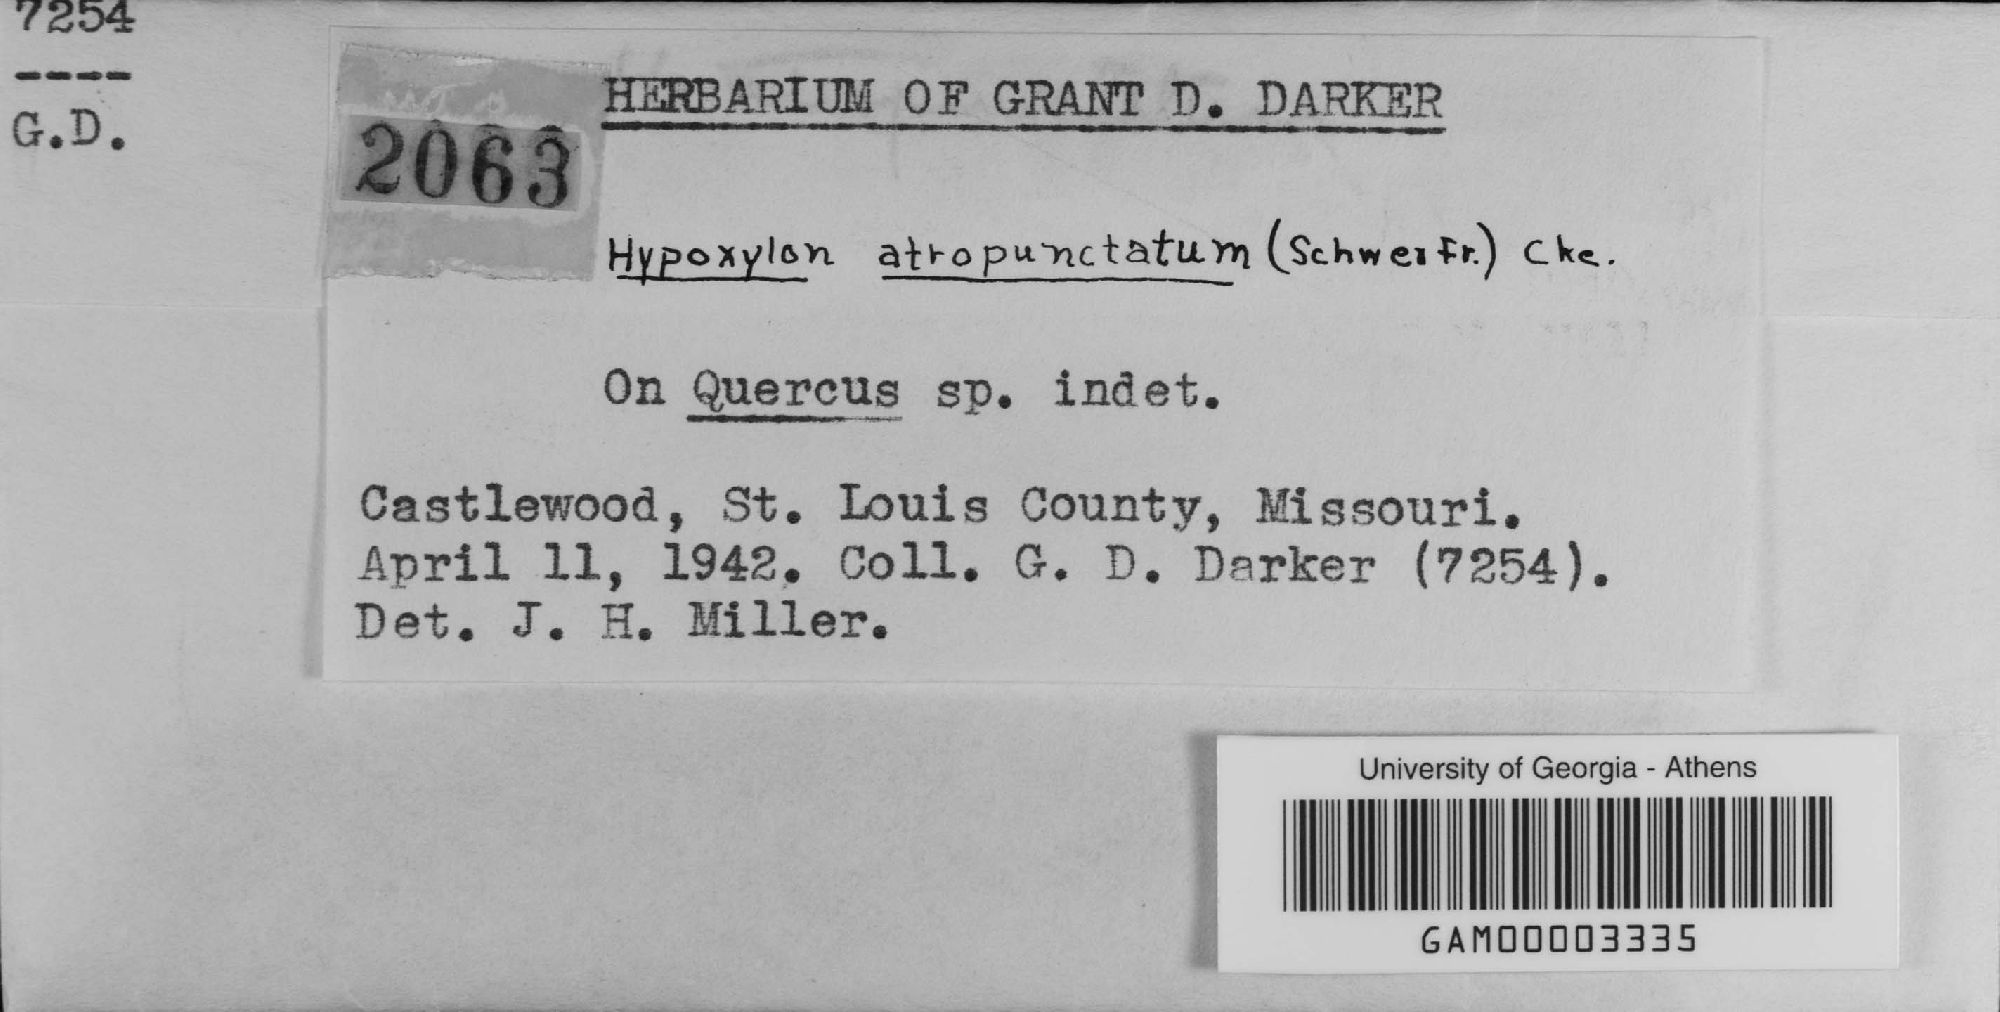 7254
----
G.D.
2063
HERBARIUM OF GRANT D. DARKER
Hypoxylon atropunctatum (Schwei Fr.) Cke.
On Quercus sp. indet.
Castlewood, St. Louis County, Missouri.
April 11, 1942. Coll. G. D. Darker (7254).
Det. J. H. Miller.
University of Georgia - Athens
GAM00003335